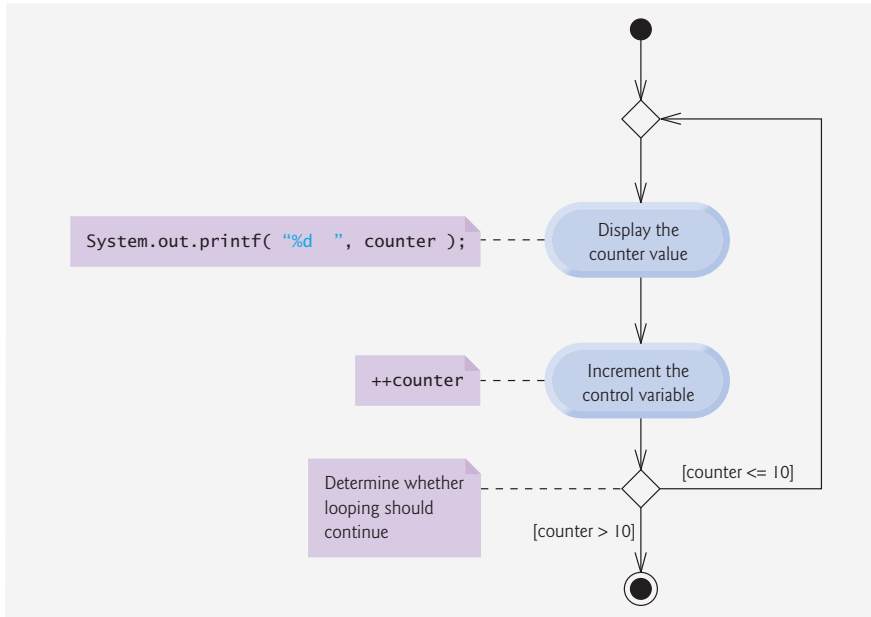 System.out.printf( “%d  ”, counter );
Display the
counter value
++counter
Increment the
control variable
Determine whether
looping should
continue
[counter <= 10]
[counter > 10]